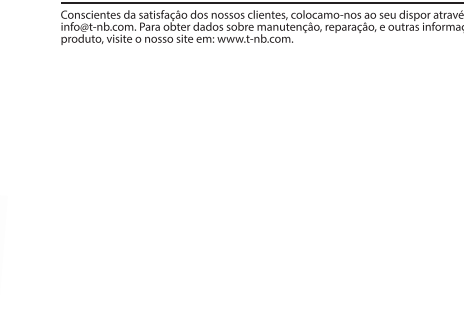 Conscientes da satisfação dos nossos clientes, colocamo-nos ao seu dispor atravé
info@t-nb.com. Para obter dados sobre manutenção, reparação, e outras informaç
produto, visite o nosso site em: www.t-nb.com.